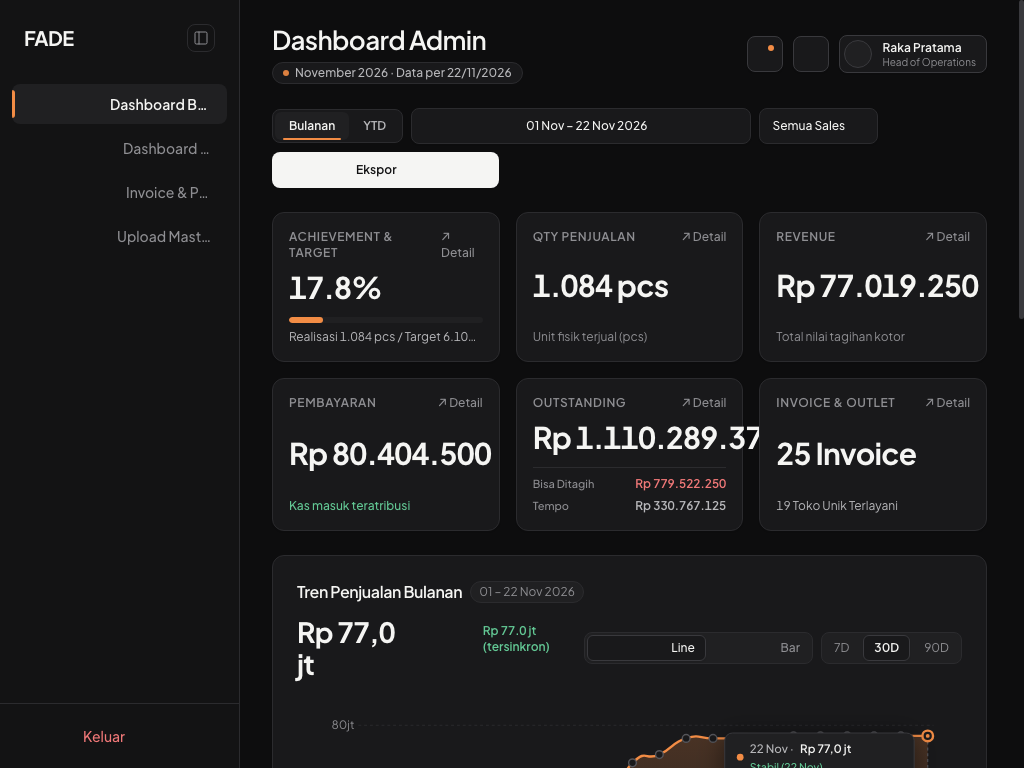 FADE
Dashboard B...
Dashboard ...
Invoice & P...
Upload Mast...
Keluar
Dashboard Admin
November 2026 · Data per 22/11/2026
Raka Pratama
Head of Operations
Bulanan
YTD
01 Nov – 22 Nov 2026
Semua Sales
Ekspor
ACHIEVEMENT &
TARGET
↗
Detail
17.8%
Realisasi 1.084 pcs / Target 6.10...
QTY PENJUALAN
↗ Detail
1.084 pcs
Unit fisik terjual (pcs)
REVENUE
↗ Detail
Rp 77.019.250
Total nilai tagihan kotor
PEMBAYARAN
↗ Detail
Rp 80.404.500
Kas masuk teratribusi
OUTSTANDING
↗ Detail
Rp 1.110.289.37
Bisa Ditagih
Rp 779.522.250
Tempo
Rp 330.767.125
INVOICE & OUTLET
↗ Detail
25 Invoice
19 Toko Unik Terlayani
Tren Penjualan Bulanan
01 – 22 Nov 2026
Rp 77,0
jt
Rp 77.0 jt
(tersinkron)
Line
Bar
7D
30D
90D
80jt
22 Nov · Rp 77,0 jt
Stabil (22 Nov)